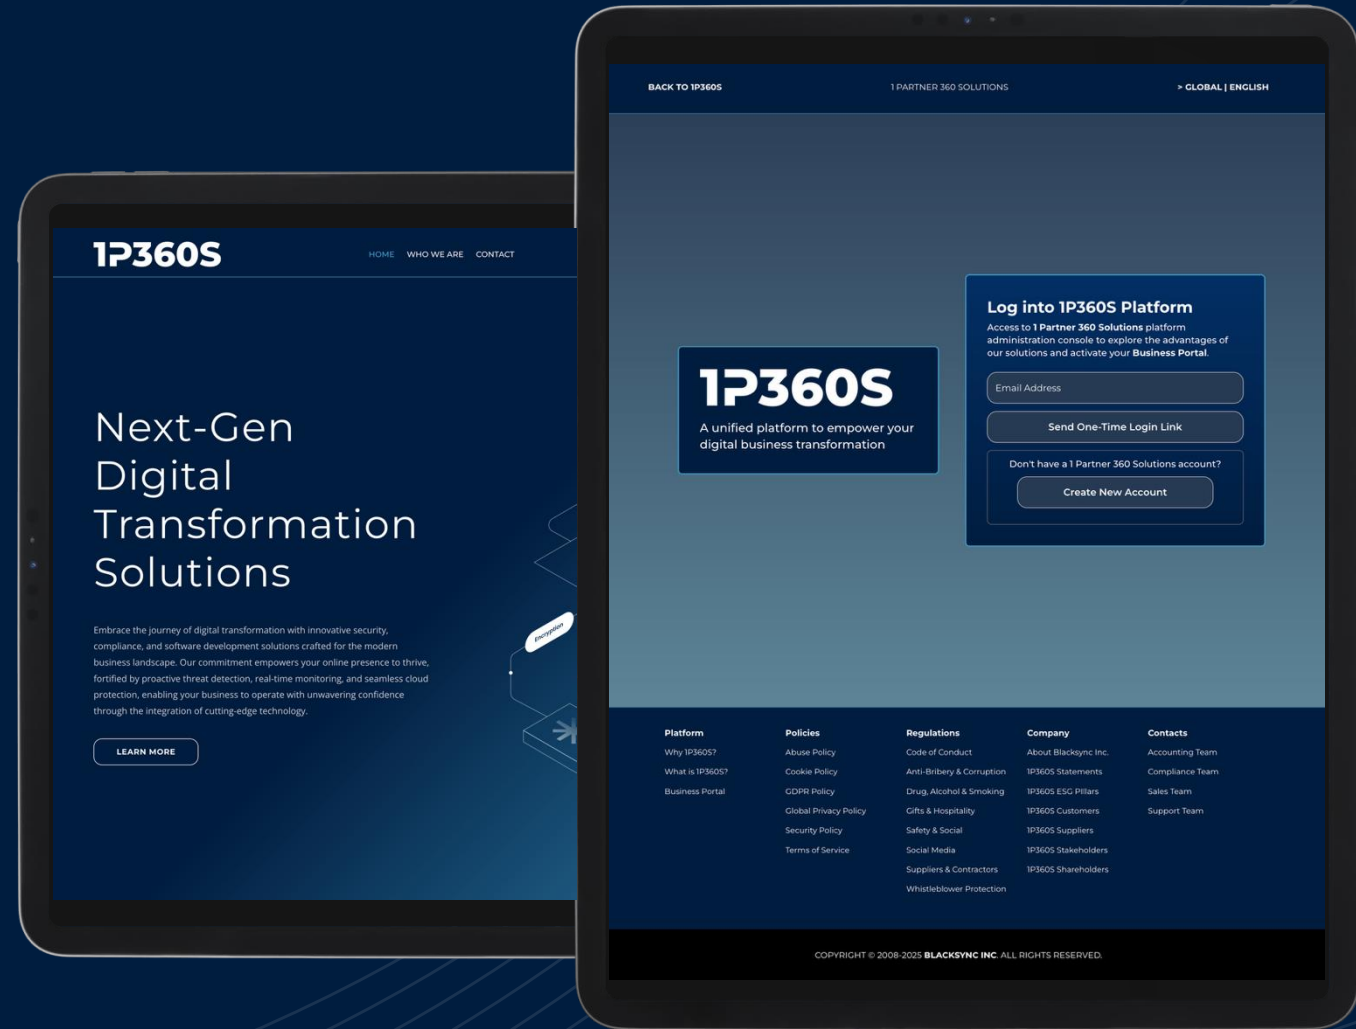 1P360S
HOME
WHO WE ARE
CONTACT
Next-Gen
Digital
Transformation
Solutions
Embrace the journey of digital transformation with innovative security,
compliance, and software development solutions crafted for the modern
business landscape. Our commitment empowers your online presence to thrive,
fortified by proactive threat detection, real-time monitoring, and seamless cloud
protection, enabling your business to operate with unwavering confidence
through the integration of cutting-edge technology.
LEARN MORE
Encryption
BACK TO 1P360S
1 PARTNER 360 SOLUTIONS
> GLOBAL | ENGLISH
1P360S
A unified platform to empower your
digital business transformation
Log into 1P360S Platform
Access to 1 Partner 360 Solutions platform
administration console to explore the advantages of
our solutions and activate your Business Portal.
Email Address
Send One-Time Login Link
Don't have a 1 Partner 360 Solutions account?
Create New Account
Platform
Why 1P360S?
What is 1P360S?
Business Portal
Policies
Abuse Policy
Cookie Policy
GDPR Policy
Global Privacy Policy
Security Policy
Terms of Service
Regulations
Code of Conduct
Anti-Bribery & Corruption
Drug, Alcohol & Smoking
Gifts & Hospitality
Safety & Social
Social Media
Suppliers & Contractors
Whistleblower Protection
Company
About Blacksync Inc.
1P360S Statements
1P360S ESG Pillars
1P360S Customers
1P360S Suppliers
1P360S Stakeholders
1P360S Shareholders
Contacts
Accounting Team
Compliance Team
Sales Team
Support Team
COPYRIGHT © 2008-2025 BLACKSYNC INC. ALL RIGHTS RESERVED.